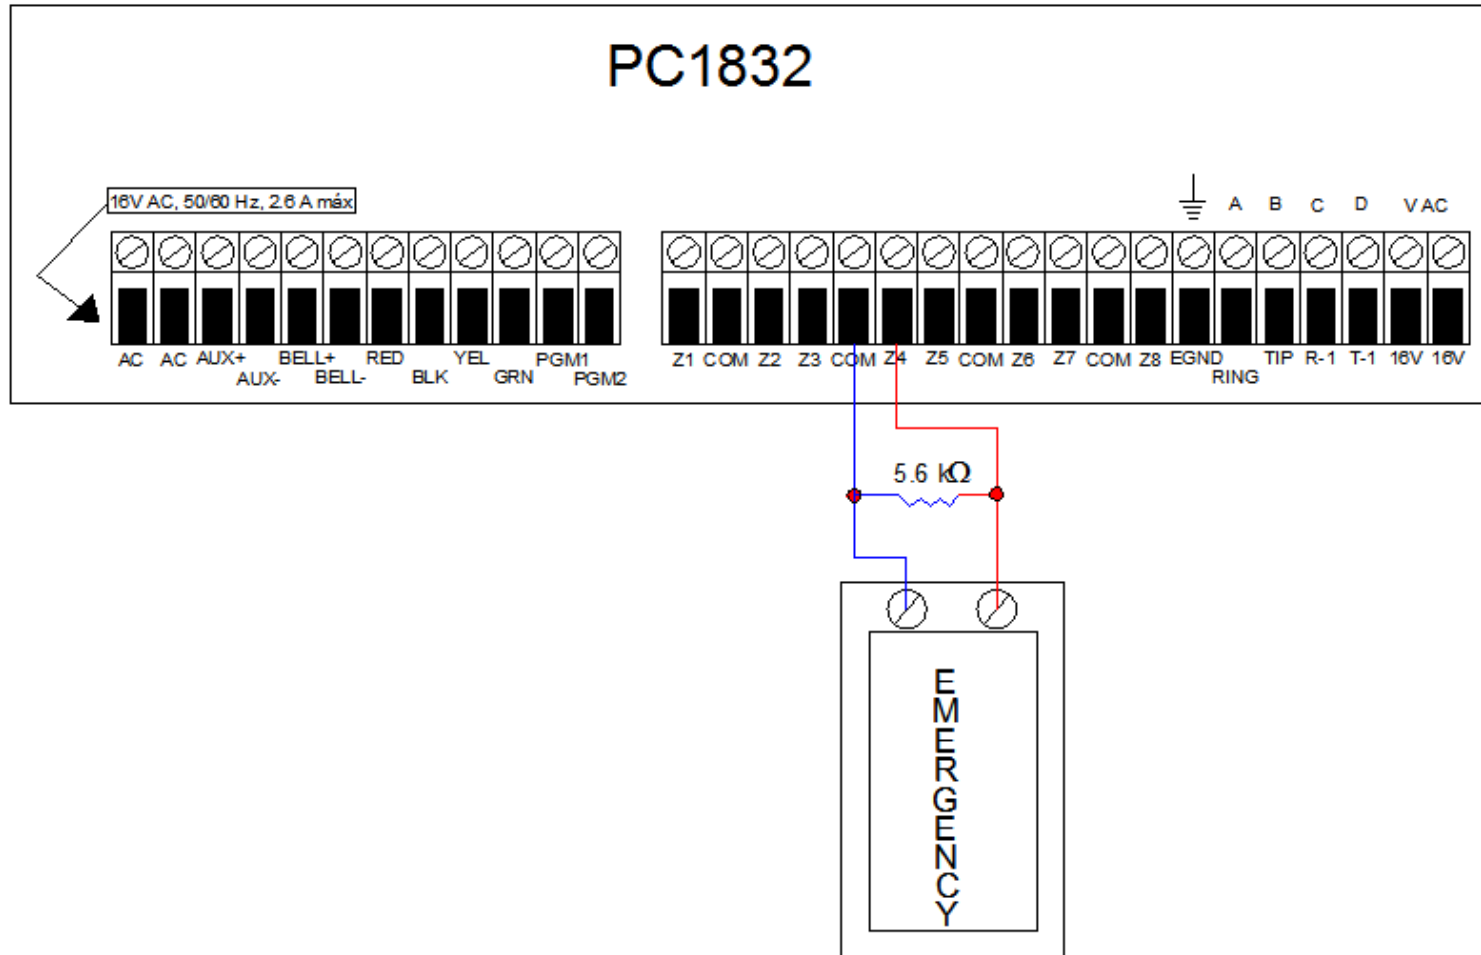 PC1832
16V AC, 50/60 Hz, 2.6 A máx
A B C D V AC
AC AC AUX+ BELL+ RED YEL PGM1 Z1 COM Z2 Z3 COM Z4 Z5 COM Z6 Z7 COM Z8 EGND TIP R-1 T-1 16V 16V
AUX- BELL- BLK GRN PGM2 RING
5.6 kΩ
EMERGENCY